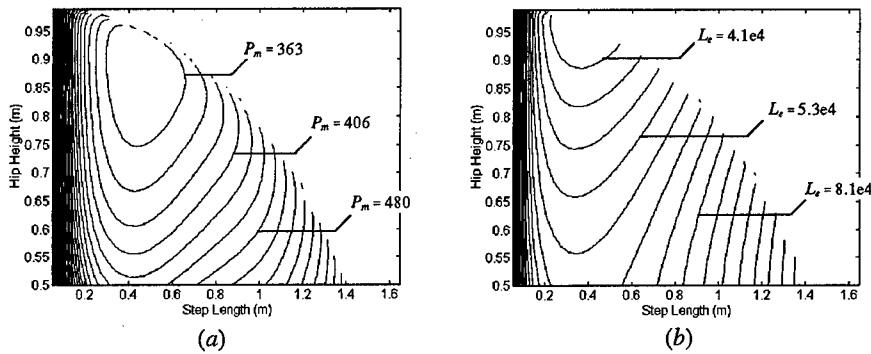 P_m = 363
P_m = 406
P_m = 480
0.95
0.9
0.85
0.8
0.75
0.7
0.65
0.6
0.55
0.5
Hip Height (m)
0.2 0.4 0.6 0.8 1 1.2 1.4 1.6
Step Length (m)
(a)
L_e = 4.1e4
L_e = 5.3e4
L_e = 8.1e4
0.95
0.9
0.85
0.8
0.75
0.7
0.65
0.6
0.55
0.5
Hip Height (m)
0.2 0.4 0.6 0.8 1 1.2 1.4 1.6
Step Length (m)
(b)